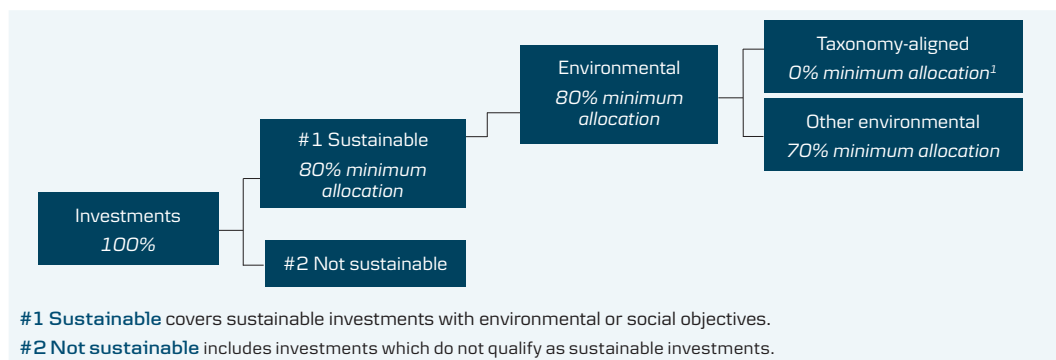 Taxonomy-aligned
0% minimum allocation¹
Environmental
80% minimum
allocation
Other environmental
70% minimum allocation
#1 Sustainable
80% minimum
allocation
Investments
100%
#2 Not sustainable
#1 Sustainable covers sustainable investments with environmental or social objectives.
#2 Not sustainable includes investments which do not qualify as sustainable investments.